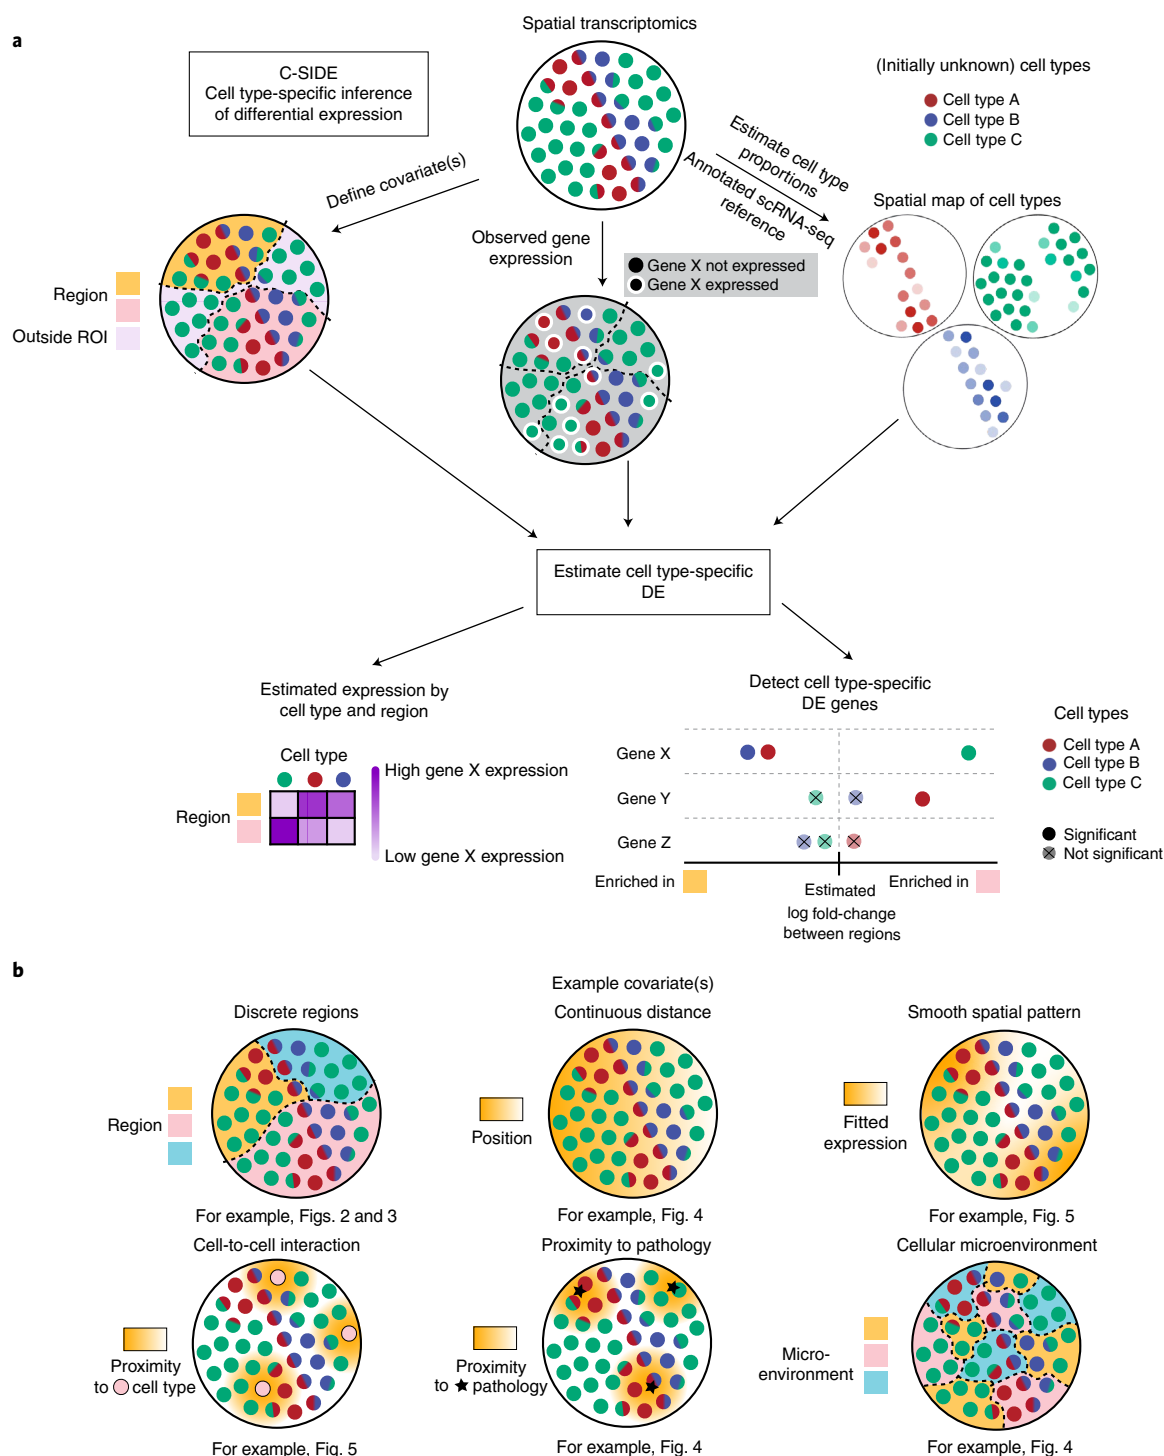 a
Spatial transcriptomics
C-SIDE
Cell type-specific inference
of differential expression
(Initially unknown) cell types
Cell type A
Cell type B
Cell type C
Define covariate(s)
Estimate cell type
proportions
Annotated scRNA-seq
reference
Observed gene
expression
Gene X not expressed
Gene X expressed
Spatial map of cell types
Region
Outside ROI
Estimate cell type-specific
DE
Estimated expression by
cell type and region
Cell type
High gene X expression
Region
Low gene X expression
Detect cell type-specific
DE genes
Gene X
Gene Y
Gene Z
Enriched in
Estimated
log fold-change
between regions
Enriched in
Cell types
Cell type A
Cell type B
Cell type C
Significant
Not significant
b
Example covariate(s)
Discrete regions
Continuous distance
Smooth spatial pattern
Region
Position
Fitted
expression
For example, Figs. 2 and 3
For example, Fig. 4
For example, Fig. 5
Cell-to-cell interaction
Proximity to pathology
Cellular microenvironment
Proximity
to cell type
Proximity
to pathology
Micro-
environment
For example, Fig. 5
For example, Fig. 4
For example, Fig. 4